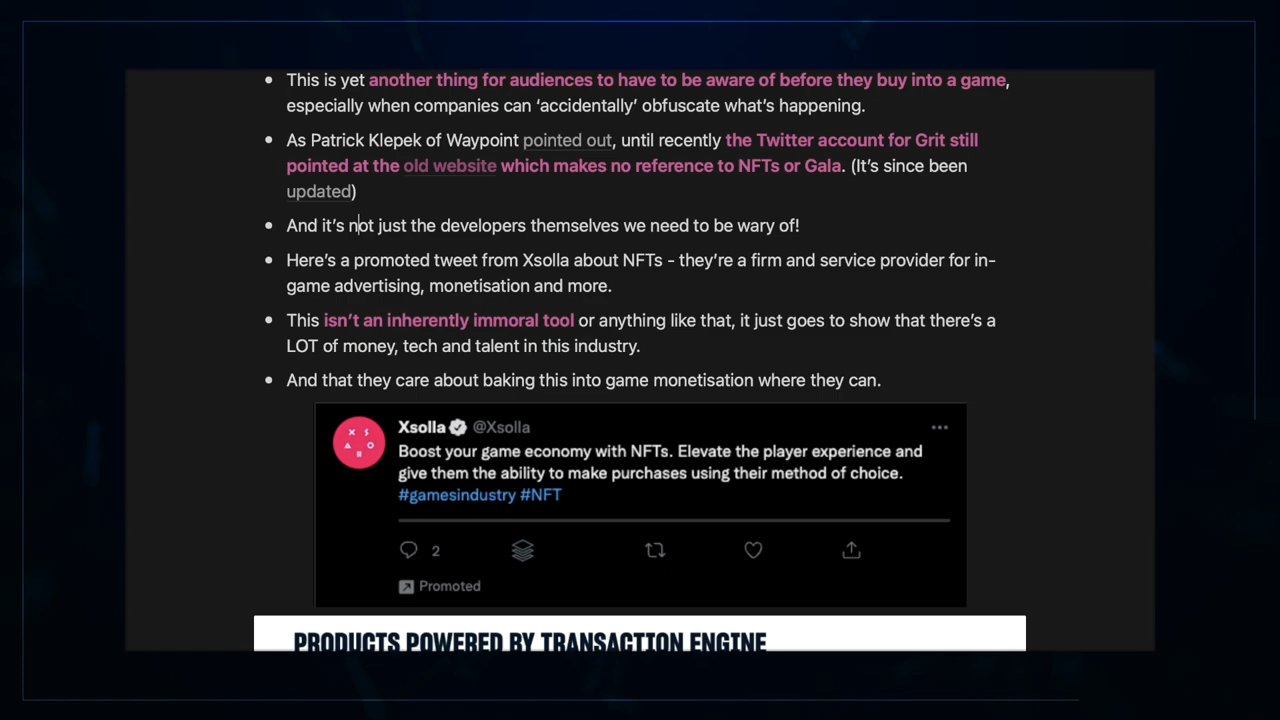 This is yet another thing for audiences to have to be aware of before they buy into a game,
especially when companies can ‘accidentally’ obfuscate what’s happening.
As Patrick Klepek of Waypoint pointed out, until recently the Twitter account for Grit still
pointed at the old website which makes no reference to NFTs or Gala. (It’s since been
updated)
And it’s not just the developers themselves we need to be wary of!
Here’s a promoted tweet from Xsolla about NFTs - they’re a firm and service provider for in-
game advertising, monetisation and more.
This isn’t an inherently immoral tool or anything like that, it just goes to show that there’s a
LOT of money, tech and talent in this industry.
And that they care about baking this into game monetisation where they can.
Xsolla @Xsolla
Boost your game economy with NFTs. Elevate the player experience and
give them the ability to make purchases using their method of choice.
#gamesindustry #NFT
2
Promoted
PRODUCTS POWERED BY TRANSACTION ENGINE